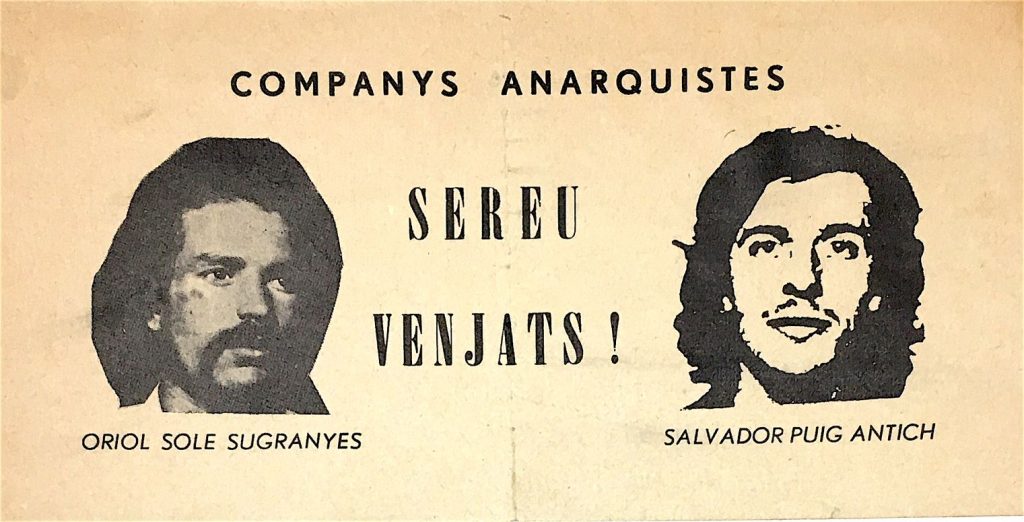 COMPANYS ANARQUISTES
SEREU
VENJATS !
ORIOL SOLE SUGRANYES
SALVADOR PUIG ANTICH